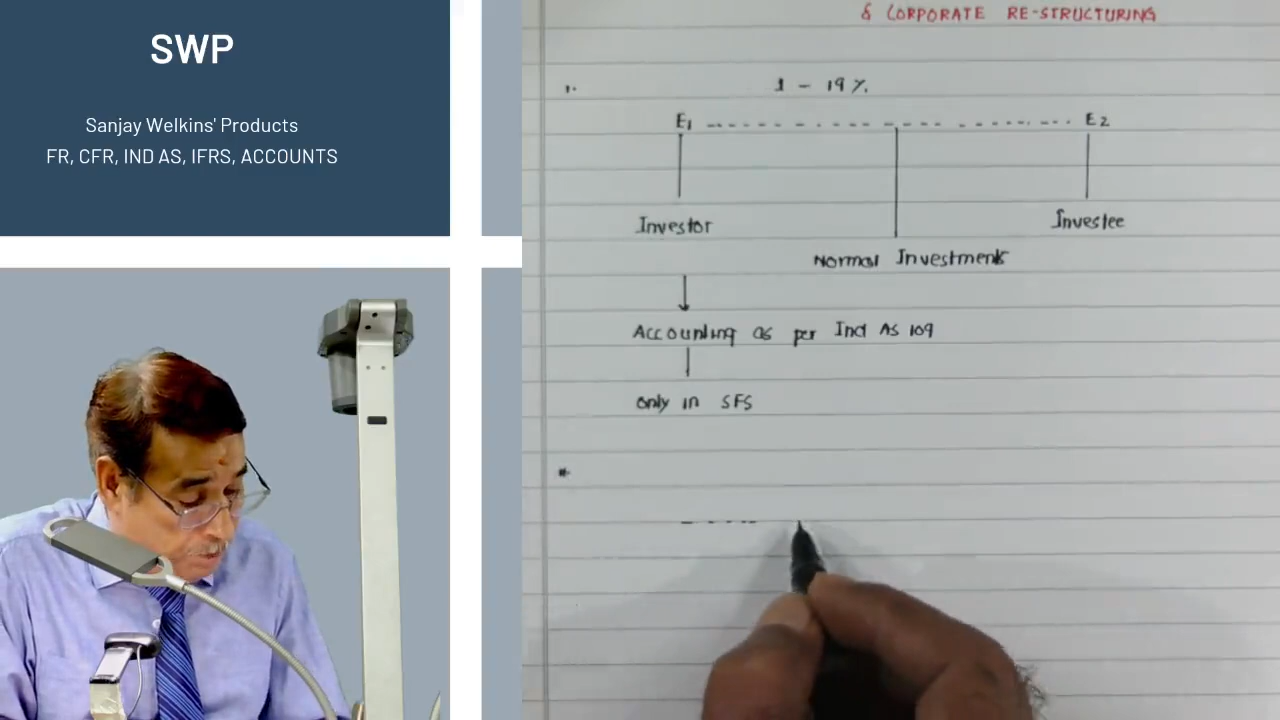 SWP
Sanjay Welkins' Products
FR, CFR, IND AS, IFRS, ACCOUNTS
& CORPORATE RE-STRUCTURING
1.
1 - 19 %.
E1 E2
Investor
Investee
Normal Investment
Accounting as per Ind AS 109
only in SFS
*